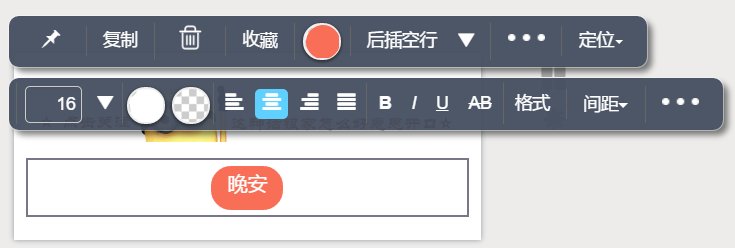 复制 收藏 后插空行 ▼ ••• 定位
16 ▼ B I U AB 格式 间距 •••
晚安